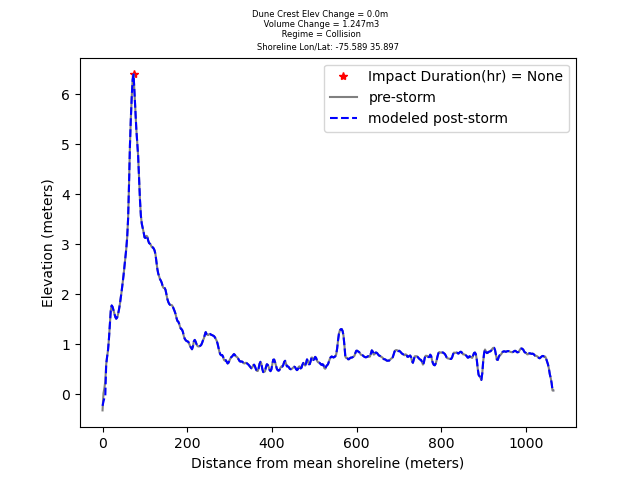 Dune Crest Elev Change = 0.0m
Volume Change = 1.247m3
Regime = Collision
Shoreline Lon/Lat: -75.589 35.897
Impact Duration(hr) = None
pre-storm
modeled post-storm
Elevation (meters)
6
5
4
3
2
1
0
0 200 400 600 800 1000
Distance from mean shoreline (meters)